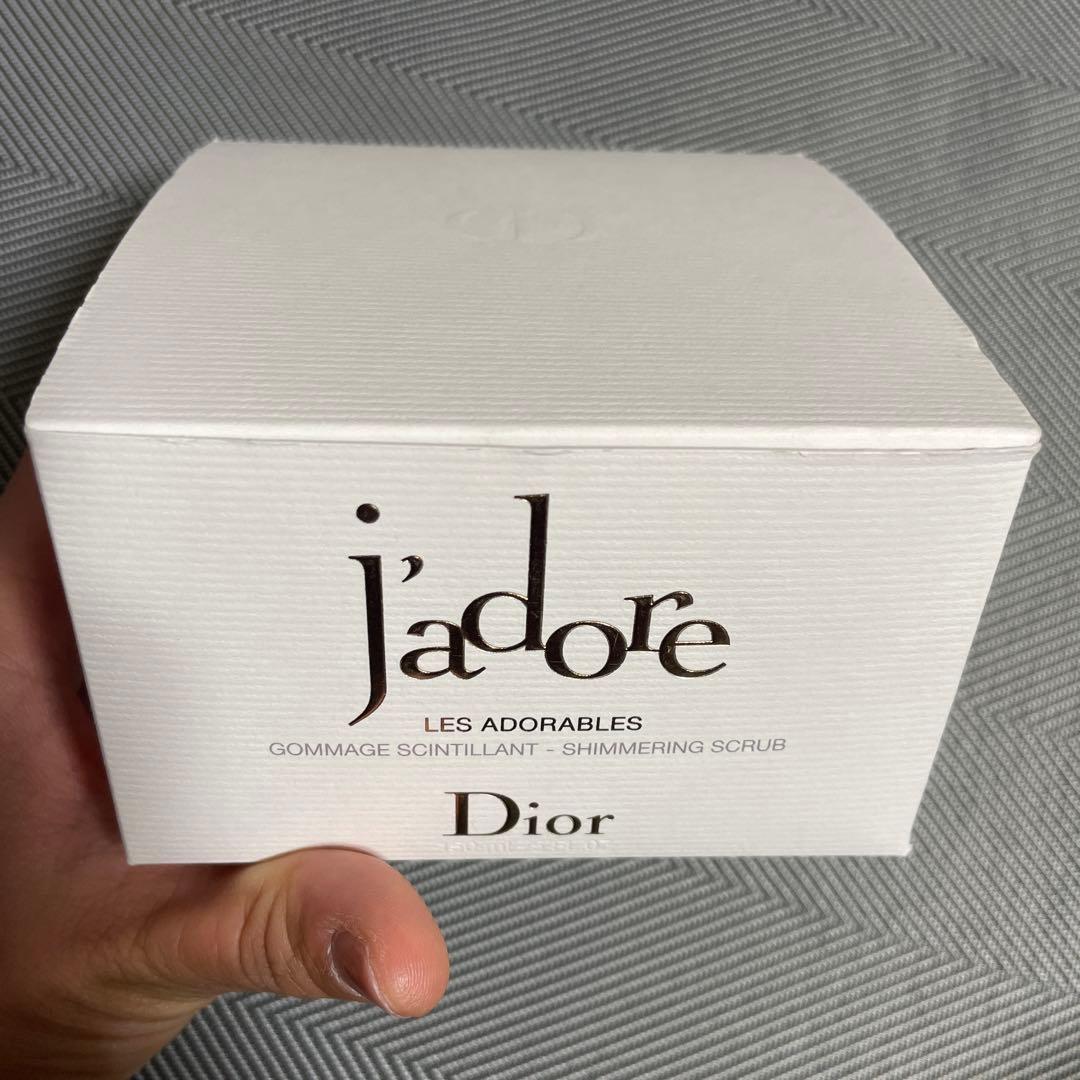 j'adore
LES ADORABLES
GOMMAGE SCINTILLANT - SHIMMERING SCRUB
Dior